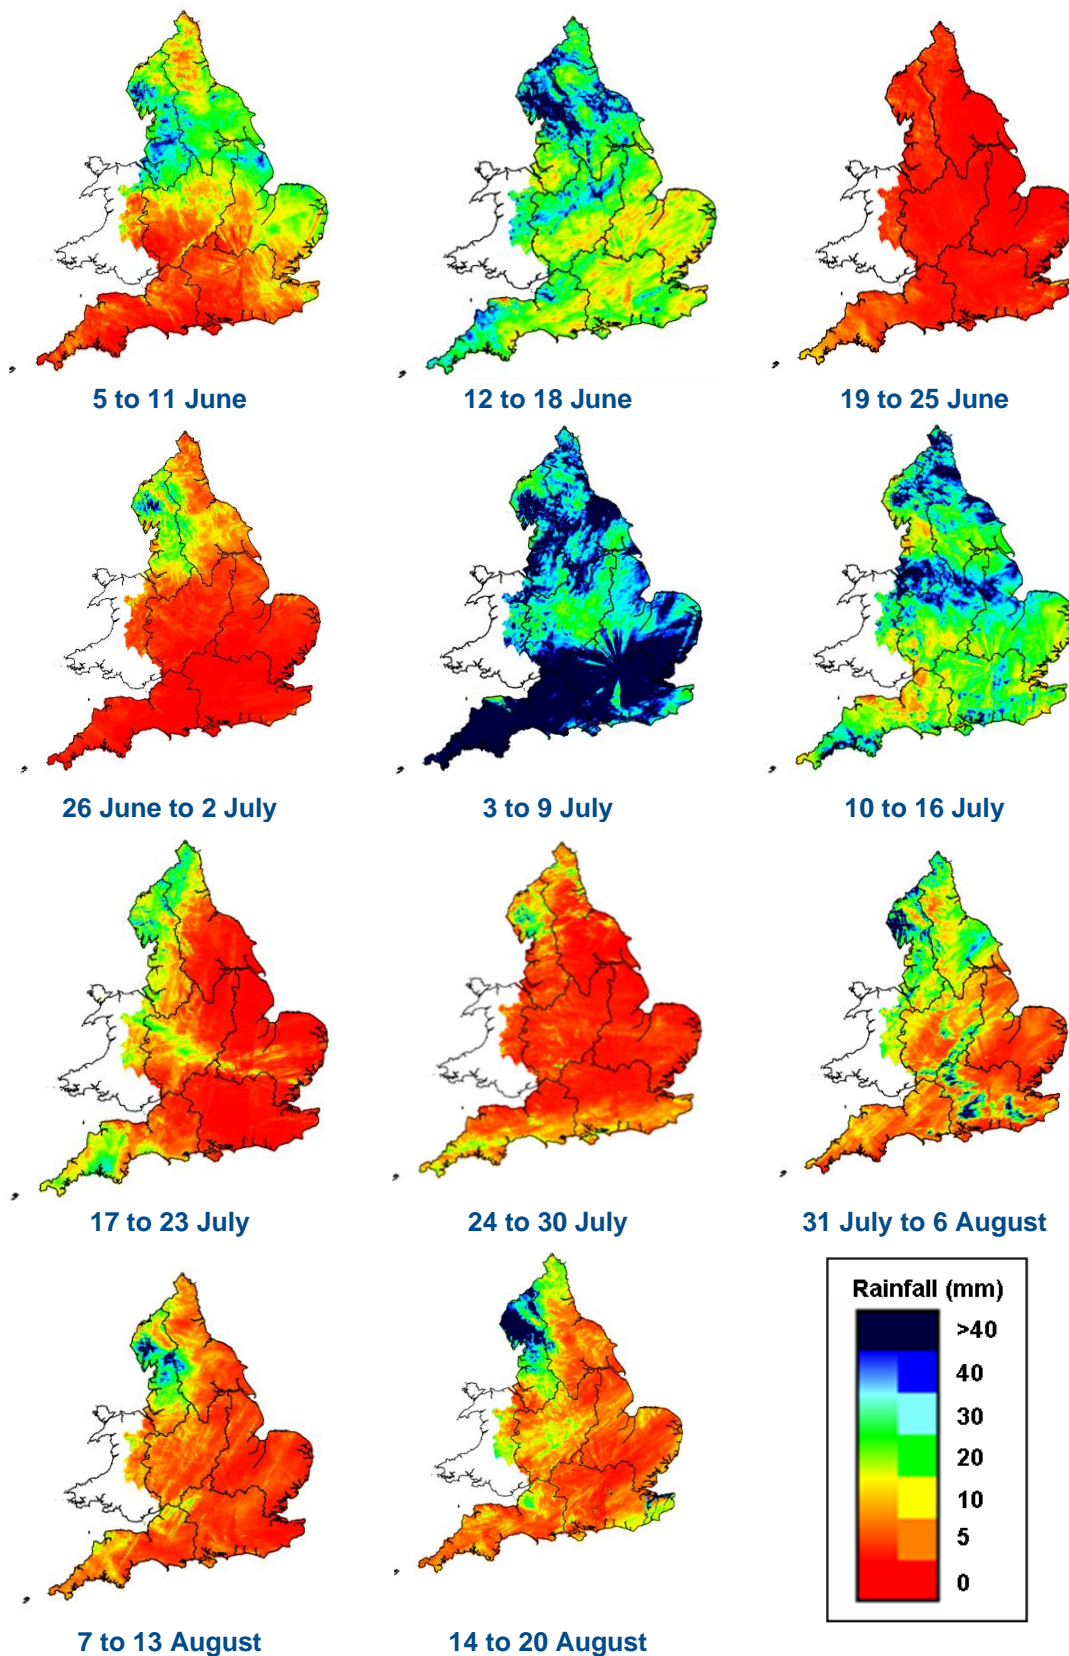 5 to 11 June
12 to 18 June
19 to 25 June
26 June to 2 July
3 to 9 July
10 to 16 July
17 to 23 July
24 to 30 July
31 July to 6 August
Rainfall (mm)
>40
40
30
20
10
5
0
7 to 13 August
14 to 20 August